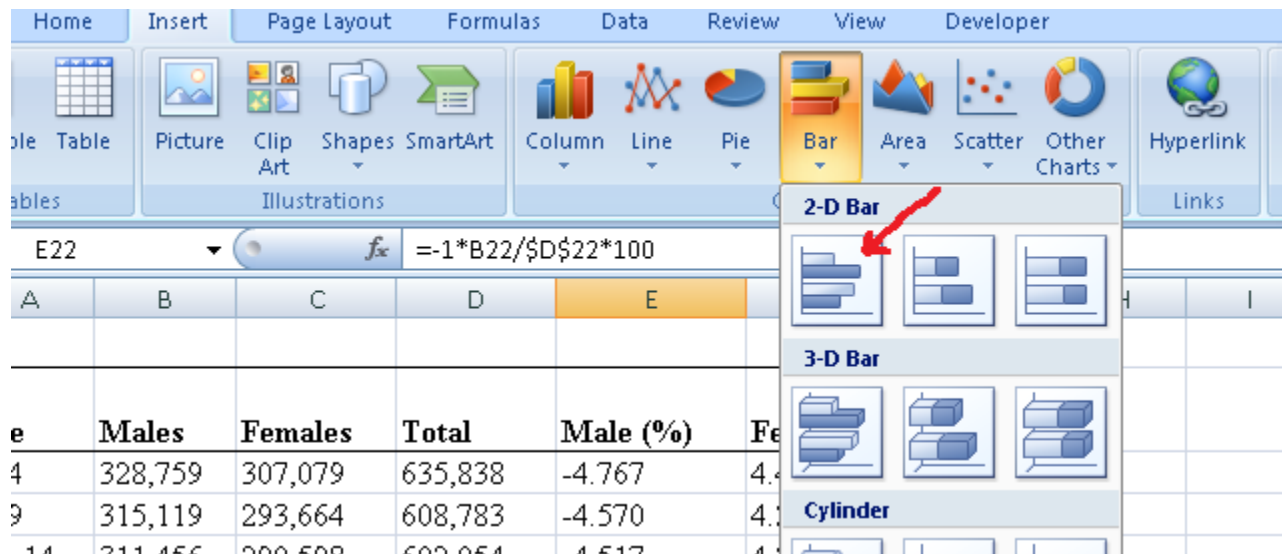 Home Insert Page Layout Formulas Data Review View Developer
Table Picture Clip Art Shapes SmartArt Column Line Pie Bar Area Scatter Other Charts Hyperlink
Illustrations Links
2-D Bar
E22 fx =-1*B22/$D$22*100
A B C D E H I
3-D Bar
Males Females Total Male (%)
4 328,759 307,079 635,838 -4.767
9 315,119 293,664 608,783 -4.570
Cylinder